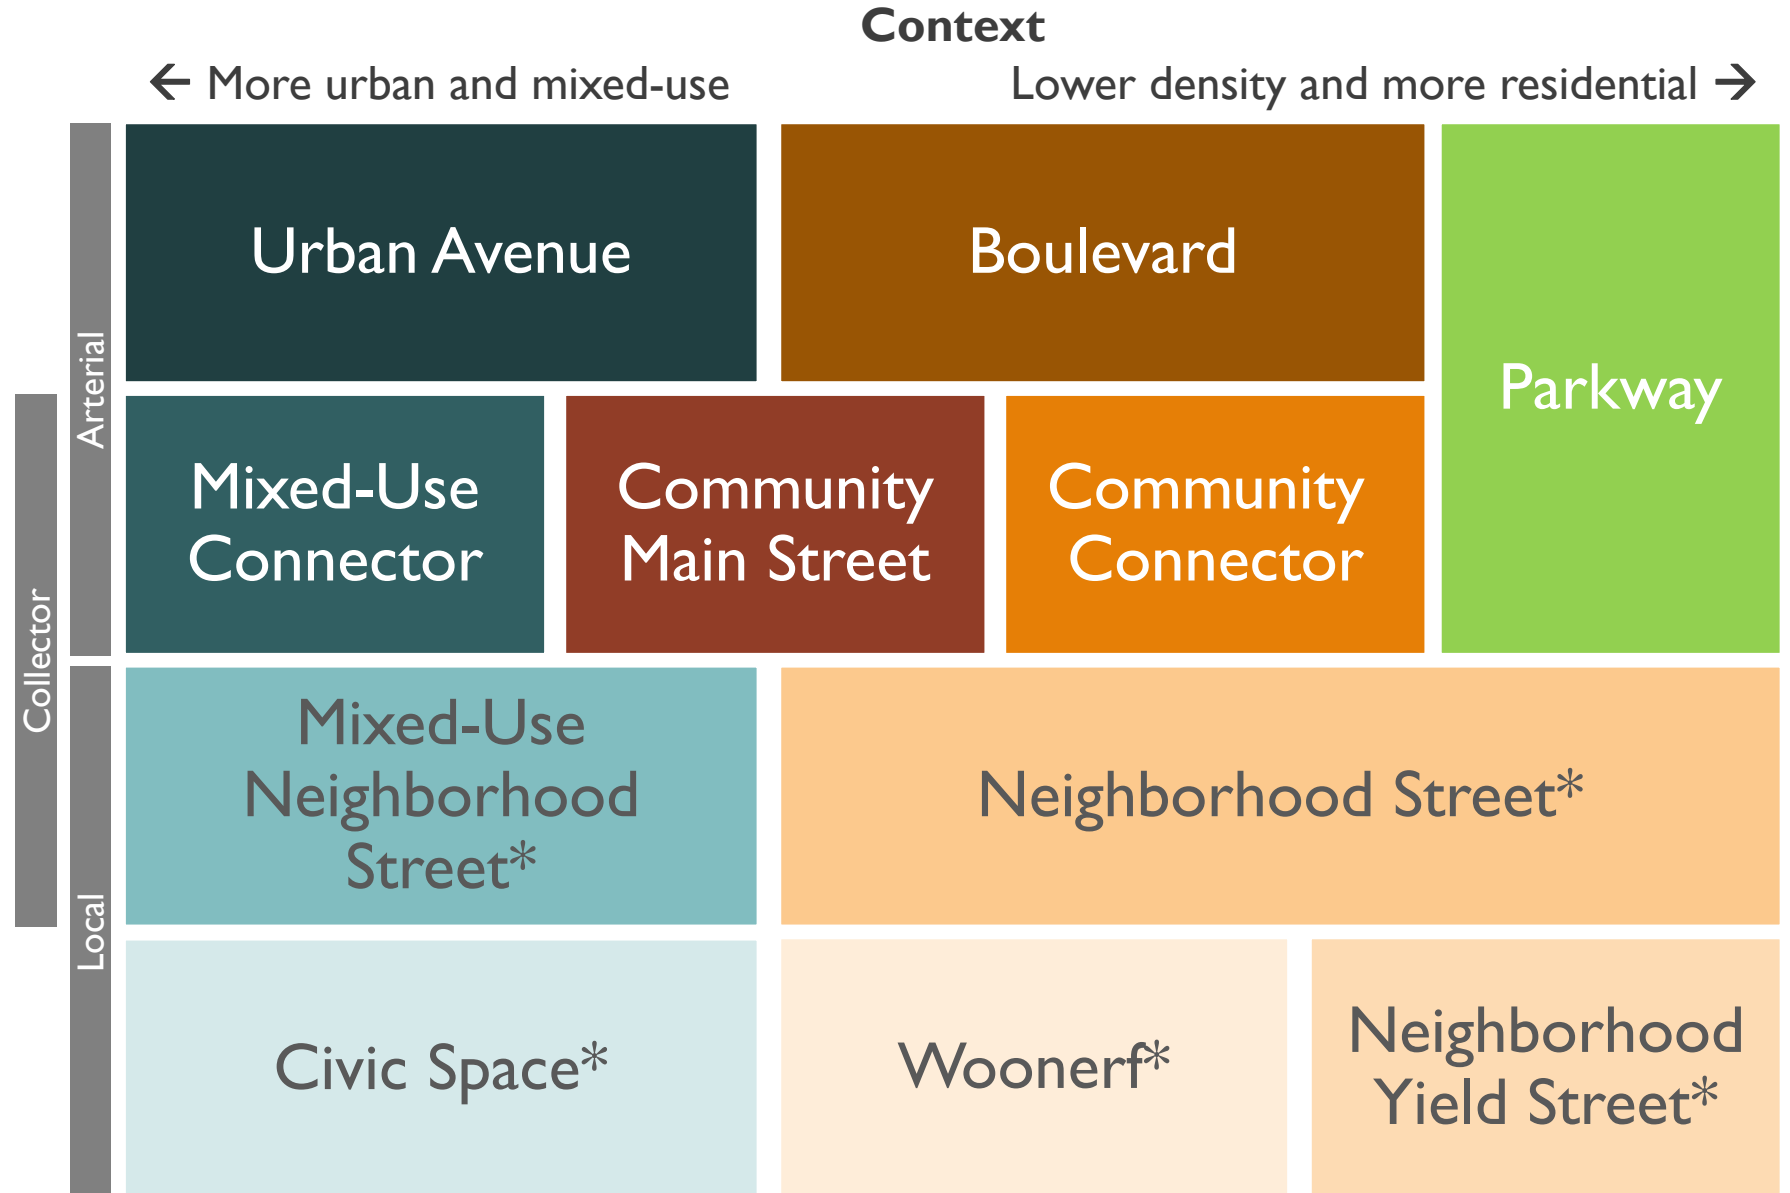 Context
← More urban and mixed-use
Lower density and more residential →
Arterial
Collector
Local
Urban Avenue
Boulevard
Parkway
Mixed-Use
Connector
Community
Main Street
Community
Connector
Mixed-Use
Neighborhood
Street*
Neighborhood Street*
Civic Space*
Woonerf*
Neighborhood
Yield Street*